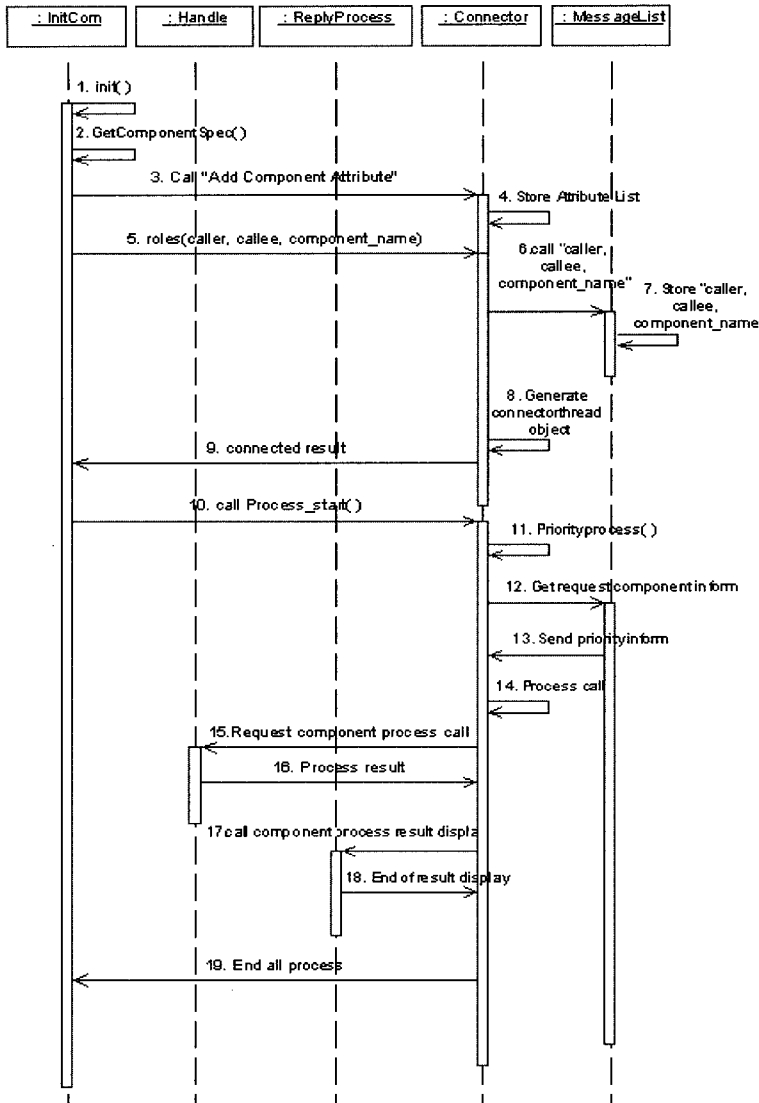 : InitCom
: Handle
: ReplyProcess
: Connector
: MessageList
1. init()
2. GetComponentSpec()
3. Call "Add Component Attribute"
4. Store Attribute List
5. roles(caller, callee, component_name)
6.call "caller,
callee,
component_name"
7. Store "caller,
callee,
component_name
8. Generate
connectorthread
object
9. connected result
10. call Process_start()
11. Priorityprocess()
12. Getrequestcomponentinform
13. Send priorityinform
14. Process call
15.Request component process call
16. Process result
17.call component process result displa
18. End of result display
19. End all process